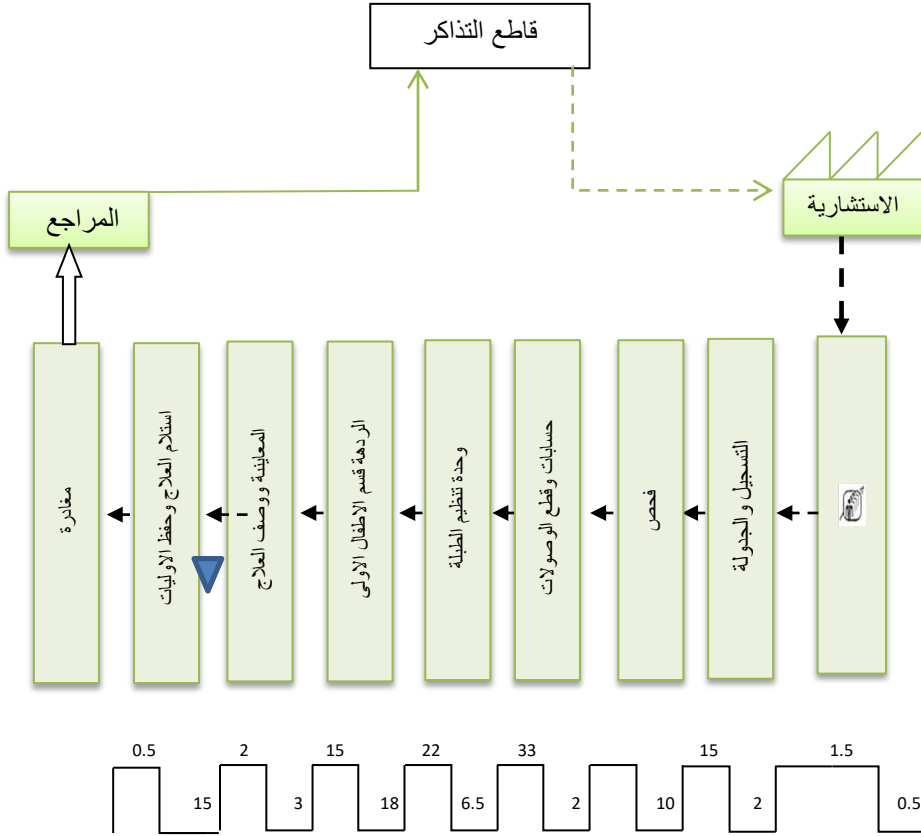 قاطع التذاكر
المراجع
الاستشارية
التسجيل و الجدولة
فحص
حسابات وقطع الوصولات
وحدة تنظيم الطبلة
الردهة قسم الاطفال الاولى
المعايننة ووصف العلاج
استلام العلاج وحفظ الاوليات
مغادرة
0.5 2 15 22 33 15 1.5
15 3 18 6.5 2 10 2 0.5